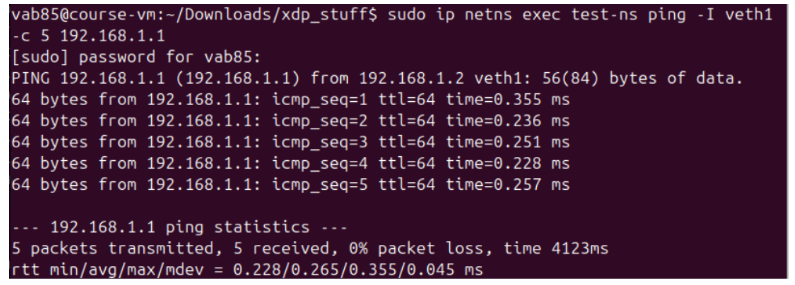 vab85@course-vm:~/Downloads/xdp_stuff$ sudo ip netns exec test-ns ping -I veth1
-c 5 192.168.1.1
[sudo] password for vab85:
PING 192.168.1.1 (192.168.1.1) from 192.168.1.2 veth1: 56(84) bytes of data.
64 bytes from 192.168.1.1: icmp_seq=1 ttl=64 time=0.355 ms
64 bytes from 192.168.1.1: icmp_seq=2 ttl=64 time=0.236 ms
64 bytes from 192.168.1.1: icmp_seq=3 ttl=64 time=0.251 ms
64 bytes from 192.168.1.1: icmp_seq=4 ttl=64 time=0.228 ms
64 bytes from 192.168.1.1: icmp_seq=5 ttl=64 time=0.257 ms

--- 192.168.1.1 ping statistics ---
5 packets transmitted, 5 received, 0% packet loss, time 4123ms
rtt min/avg/max/mdev = 0.228/0.265/0.355/0.045 ms